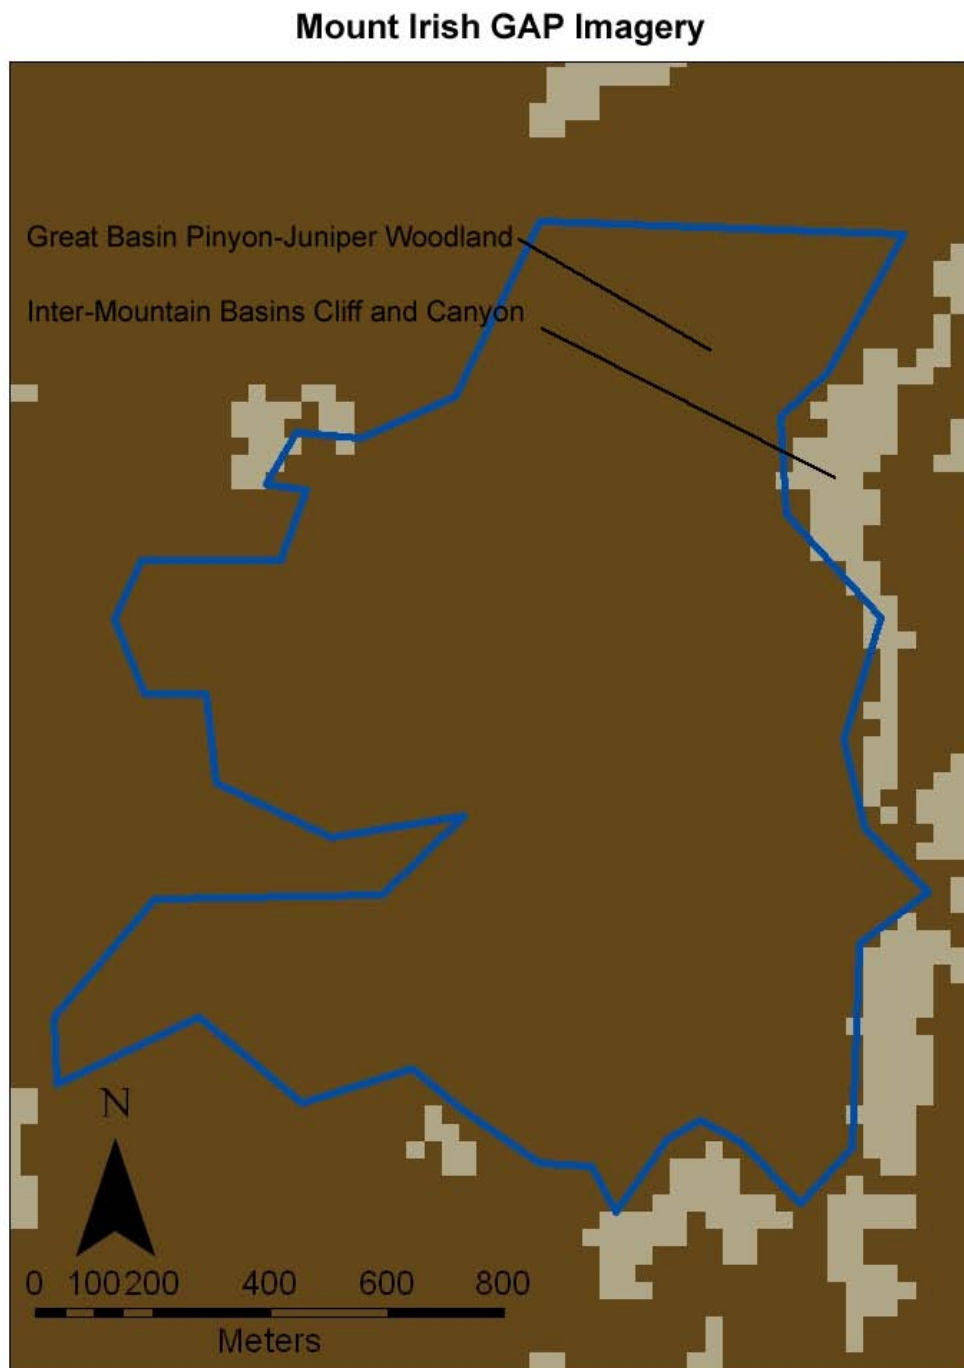 Mount Irish GAP Imagery
Great Basin Pinyon-Juniper Woodland
Inter-Mountain Basins Cliff and Canyon
N
0 100 200 400 600 800
Meters